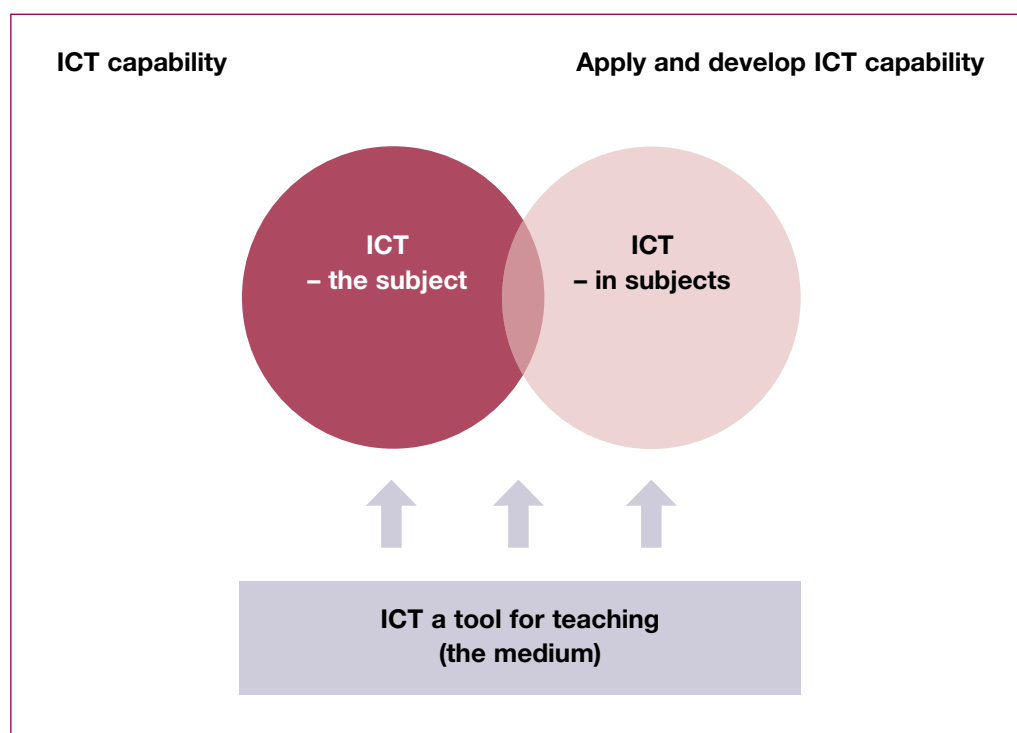 ICT capability
Apply and develop ICT capability
ICT
– the subject
ICT
– in subjects
ICT a tool for teaching
(the medium)